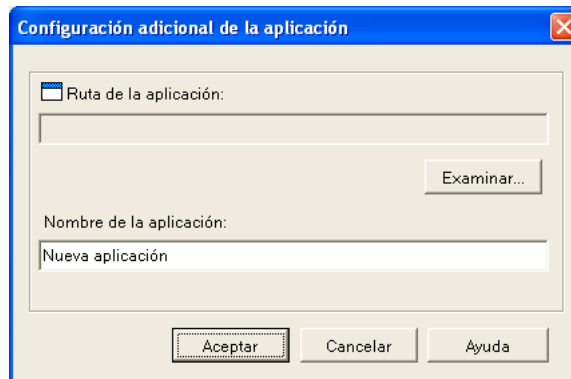 Configuración adicional de la aplicación
Ruta de la aplicación:
Examinar...
Nombre de la aplicación:
Nueva aplicación
Aceptar Cancelar Ayuda